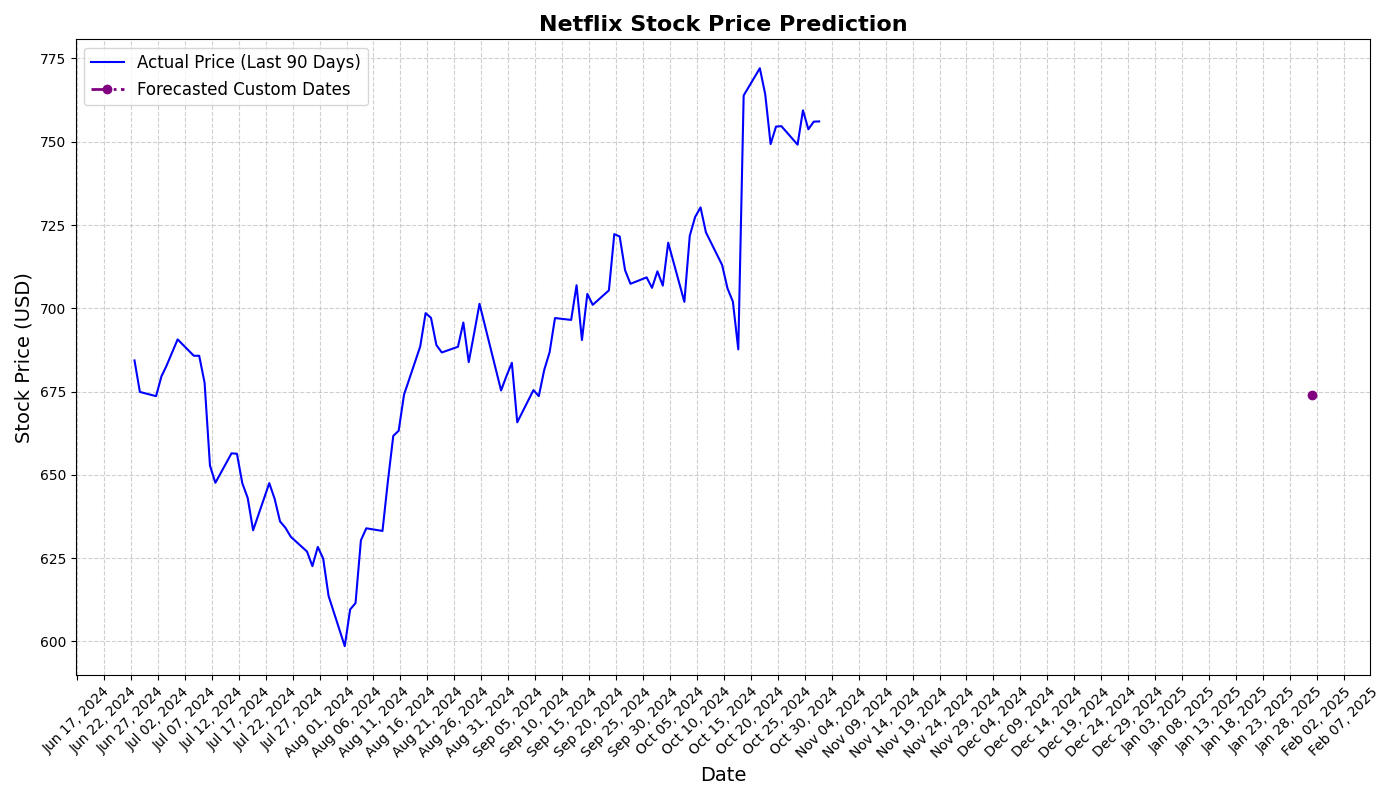 Netflix Stock Price Prediction
Actual Price (Last 90 Days)
Forecasted Custom Dates
775
750
725
700
675
650
625
600
Stock Price (USD)
Jun 17, 2024
Jun 22, 2024
Jun 27, 2024
Jul 02, 2024
Jul 07, 2024
Jul 12, 2024
Jul 17, 2024
Jul 22, 2024
Jul 27, 2024
Aug 01, 2024
Aug 06, 2024
Aug 11, 2024
Aug 16, 2024
Aug 21, 2024
Aug 26, 2024
Aug 31, 2024
Sep 05, 2024
Sep 10, 2024
Sep 15, 2024
Sep 20, 2024
Sep 25, 2024
Sep 30, 2024
Oct 05, 2024
Oct 10, 2024
Oct 15, 2024
Oct 20, 2024
Oct 25, 2024
Oct 30, 2024
Nov 04, 2024
Nov 09, 2024
Nov 14, 2024
Nov 19, 2024
Nov 24, 2024
Nov 29, 2024
Dec 04, 2024
Dec 09, 2024
Dec 14, 2024
Dec 19, 2024
Dec 24, 2024
Dec 29, 2024
Jan 03, 2025
Jan 08, 2025
Jan 13, 2025
Jan 18, 2025
Jan 23, 2025
Jan 28, 2025
Feb 02, 2025
Feb 07, 2025
Date